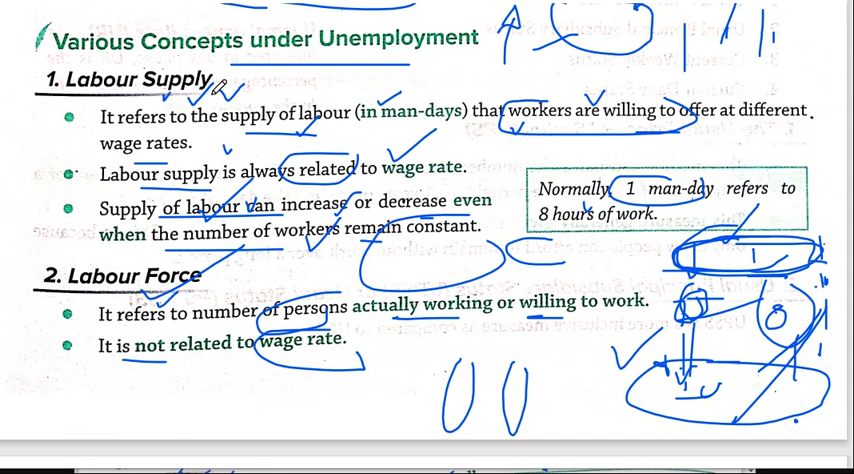 Various Concepts under Unemployment
1. Labour Supply
It refers to the supply of labour (in man-days) that workers are willing to offer at different
wage rates.
Labour supply is always related to wage rate.
Supply of labour can increase or decrease even
when the number of workers remain constant.
Normally, 1 man-day refers to
8 hours of work.
2. Labour Force
It refers to number of persons actually working or willing to work.
It is not related to wage rate.
8